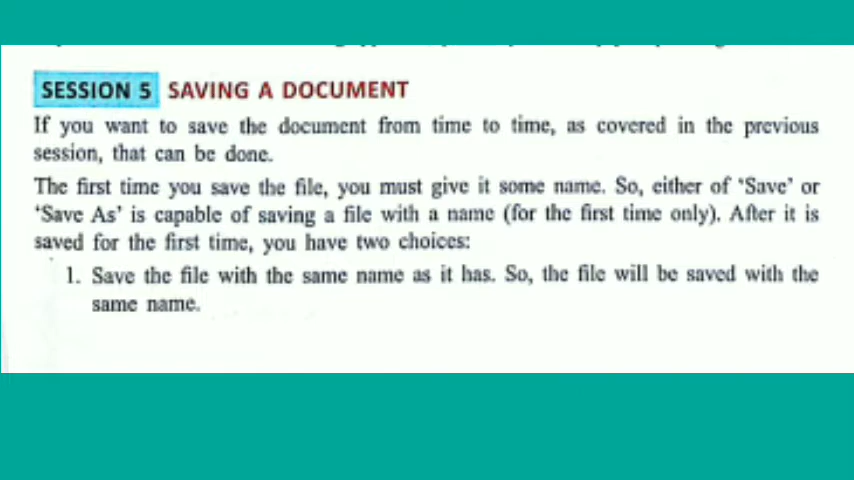 SESSION 5 SAVING A DOCUMENT
If you want to save the document from time to time, as covered in the previous
session, that can be done.
The first time you save the file, you must give it some name. So, either of ‘Save’ or
‘Save As’ is capable of saving a file with a name (for the first time only). After it is
saved for the first time, you have two choices:
1. Save the file with the same name as it has. So, the file will be saved with the
same name.